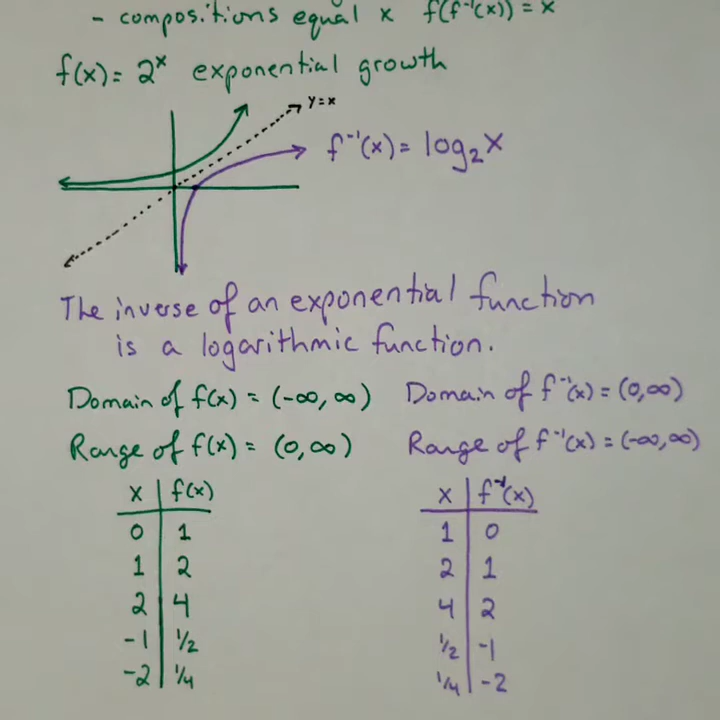 - compositions equal x f(f⁻¹(x)) = x
f(x) = 2ˣ exponential growth
y = x
f⁻¹(x) = log₂x
The inverse of an exponential function
is a logarithmic function.
Domain of f(x) = (-∞, ∞) Domain of f⁻¹(x) = (0, ∞)
Range of f(x) = (0, ∞) Range of f⁻¹(x) = (-∞, ∞)
x | f(x) x | f⁻¹(x)
0 | 1 1 | 0
1 | 2 2 | 1
2 | 4 4 | 2
-1 | 1/2 1/2 | -1
-2 | 1/4 1/4 | -2